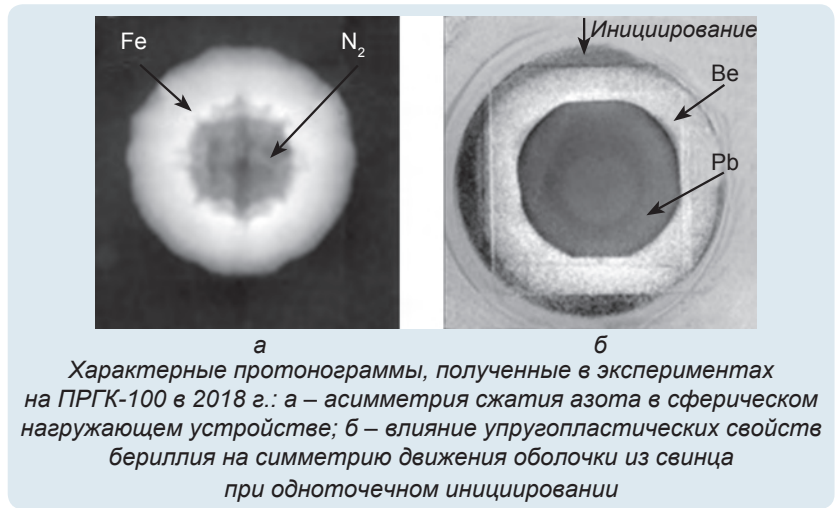 Fe
N₂
Инициирование
Be
Pb
а
б
Характерные протонограммы, полученные в экспериментах
на ПРГК-100 в 2018 г.: а – асимметрия сжатия азота в сферическом
нагружающем устройстве; б – влияние упругопластических свойств
бериллия на симметрию движения оболочки из свинца
при одноточечном инициировании